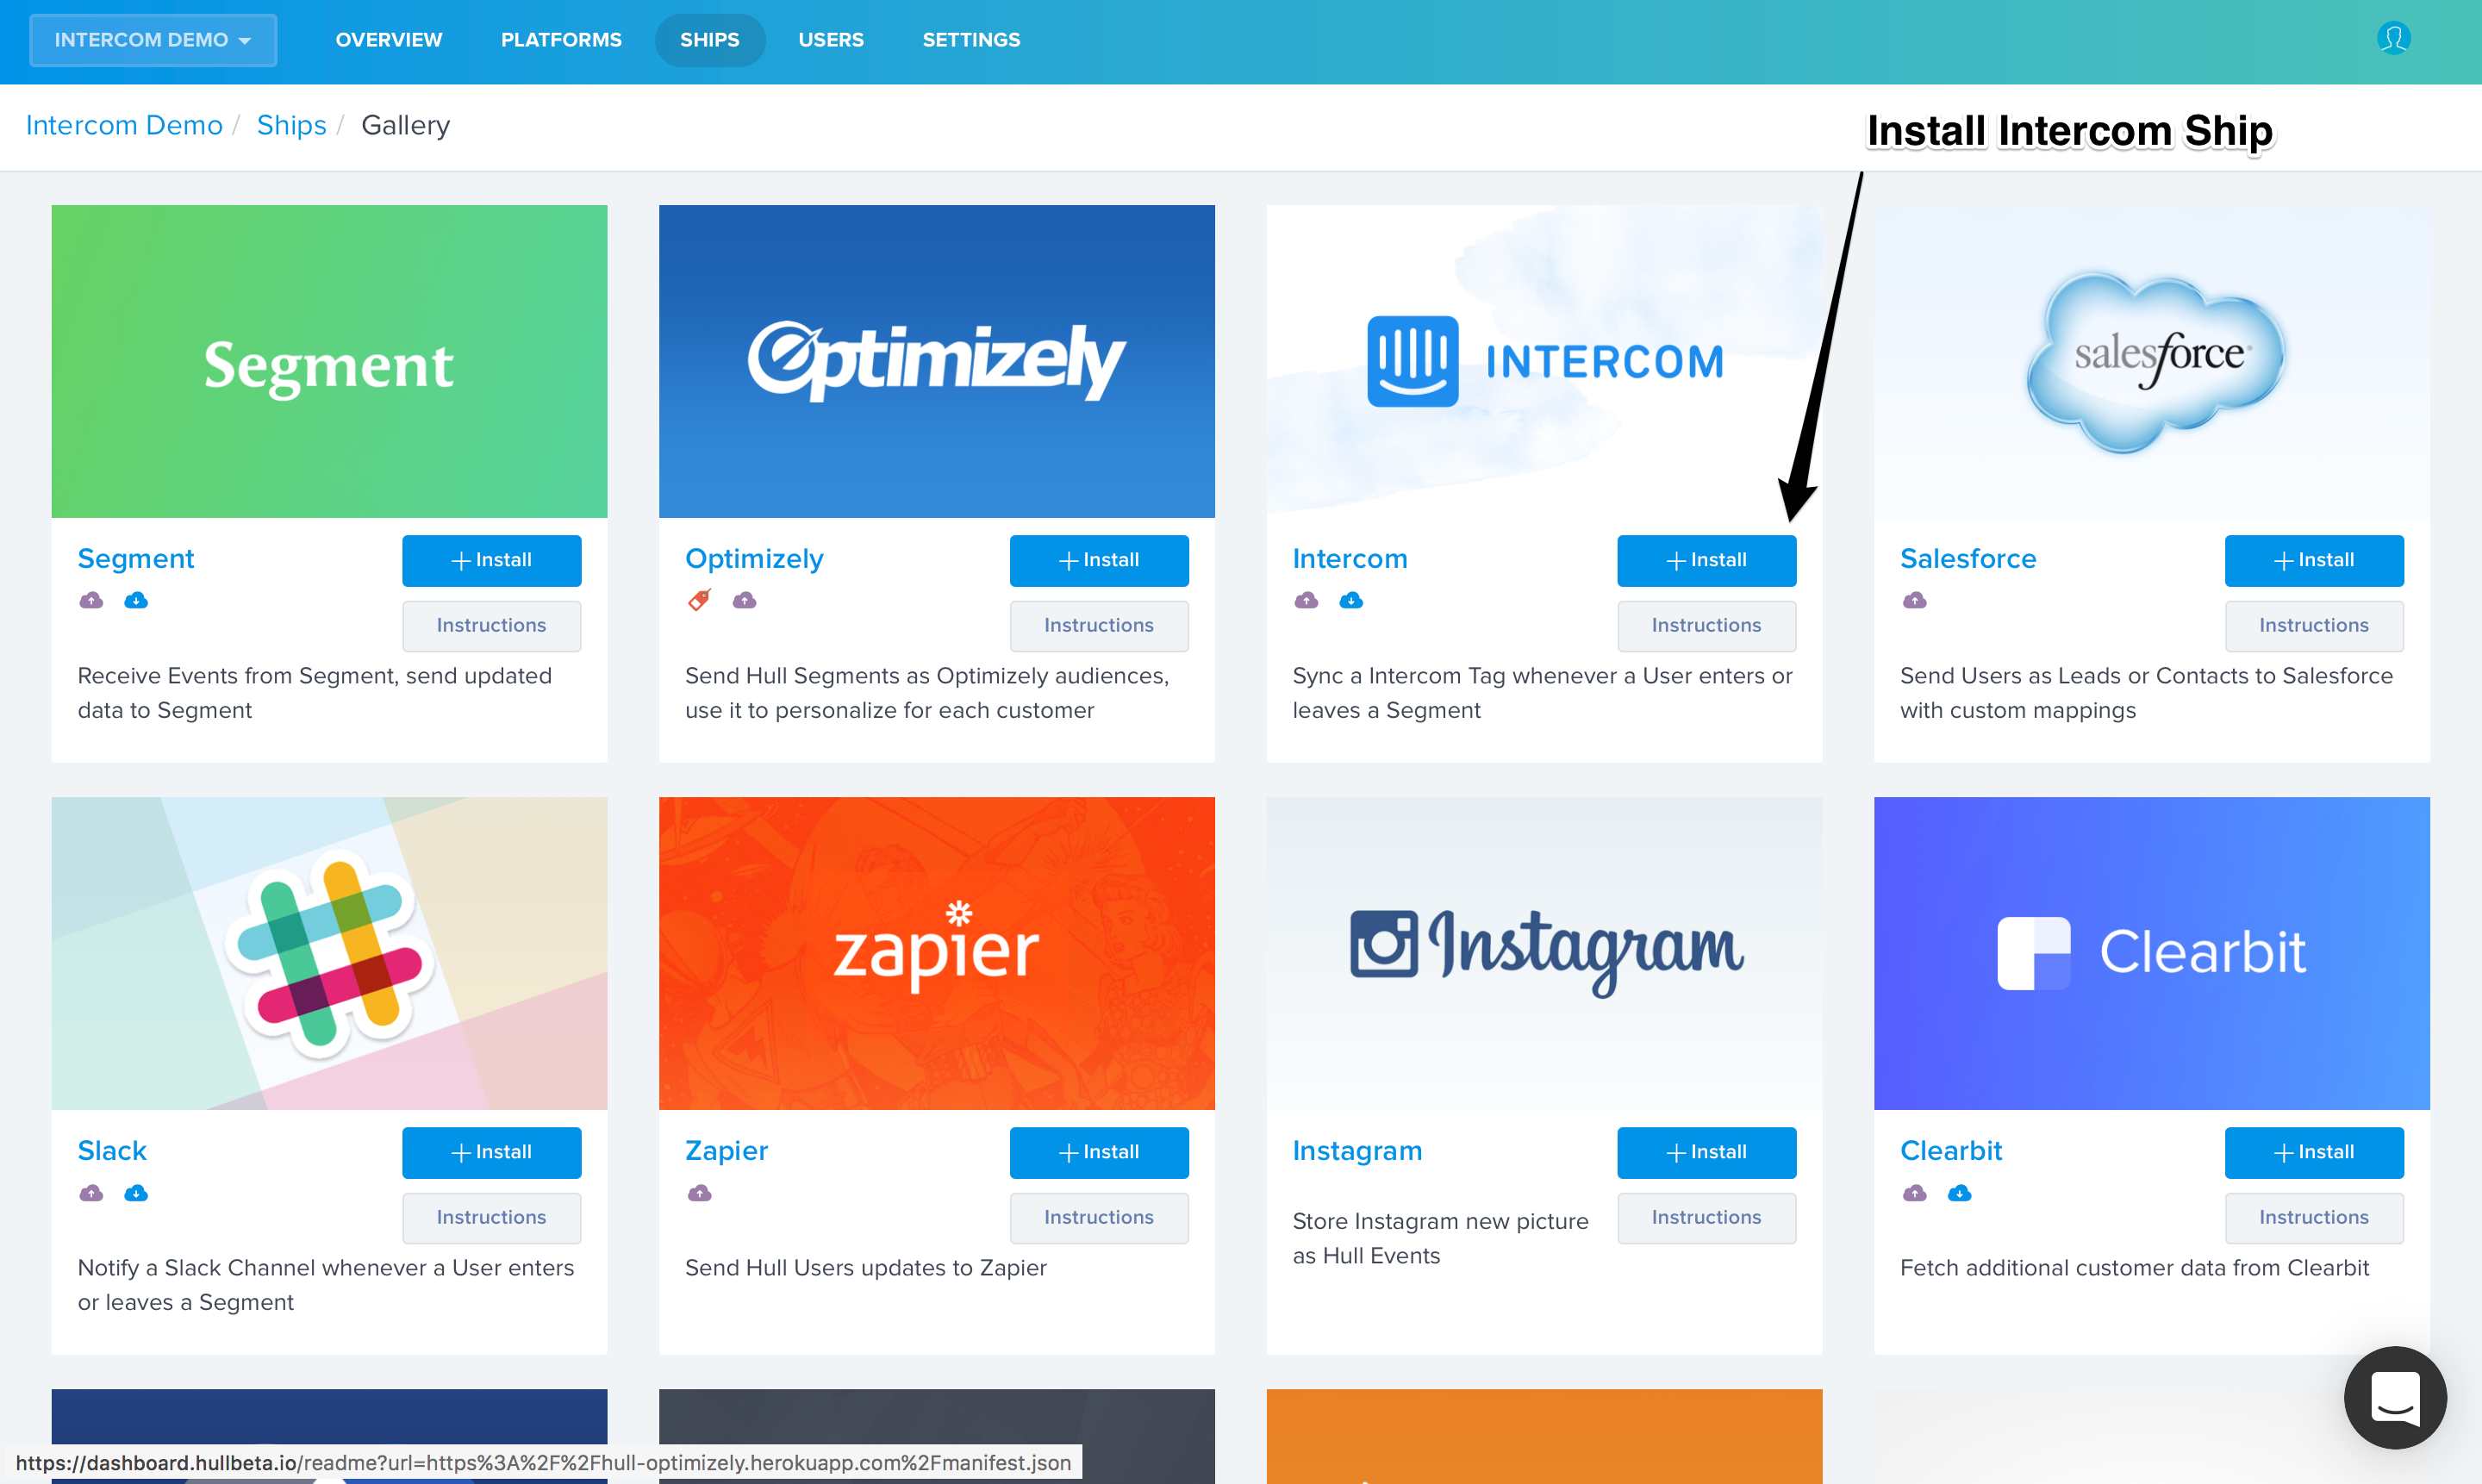 INTERCOM DEMO
OVERVIEW
PLATFORMS
SHIPS
USERS
SETTINGS
Intercom Demo / Ships / Gallery
Install Intercom Ship
Segment
Optimizely
INTERCOM
salesforce
Segment
+ Install
Instructions
Receive Events from Segment, send updated
data to Segment
Optimizely
+ Install
Instructions
Send Hull Segments as Optimizely audiences,
use it to personalize for each customer
Intercom
+ Install
Instructions
Sync a Intercom Tag whenever a User enters or
leaves a Segment
Salesforce
+ Install
Instructions
Send Users as Leads or Contacts to Salesforce
with custom mappings
zapier
Instagram
Clearbit
Slack
+ Install
Instructions
Notify a Slack Channel whenever a User enters
or leaves a Segment
Zapier
+ Install
Instructions
Send Hull Users updates to Zapier
Instagram
+ Install
Instructions
Store Instagram new picture
as Hull Events
Clearbit
+ Install
Instructions
Fetch additional customer data from Clearbit
https://dashboard.hullbeta.io/readme?url=https%3A%2F%2Fhull-optimizely.herokuapp.com%2Fmanifest.json